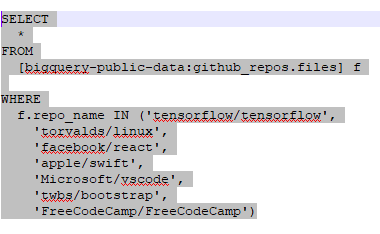 SELECT
*
FROM
[bigquery-public-data:github_repos.files] f
WHERE
f.repo_name IN ('tensorflow/tensorflow',
'torvalds/linux',
'facebook/react',
'apple/swift',
'Microsoft/vscode',
'twbs/bootstrap',
'FreeCodeCamp/FreeCodeCamp')